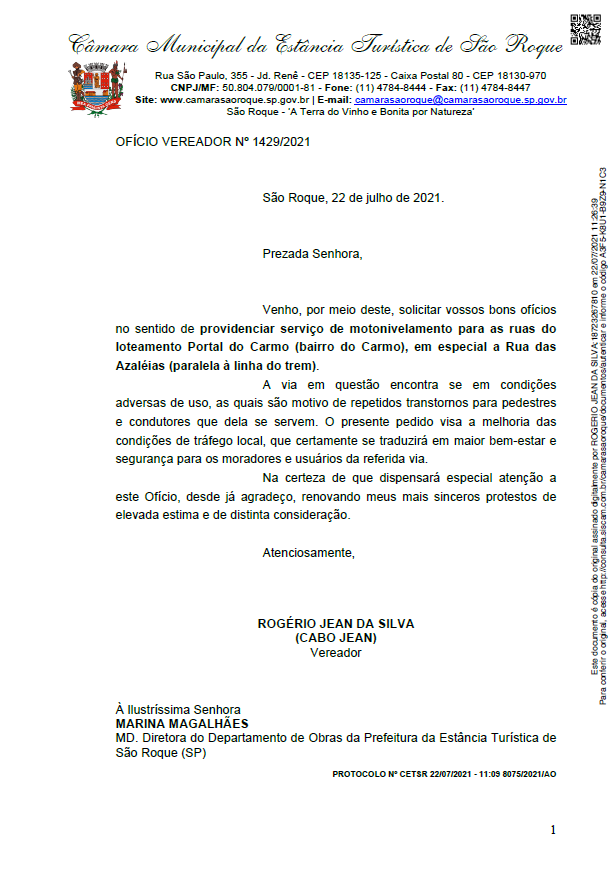 Câmara Municipal da Estância Turística de São Roque
Rua São Paulo, 355 - Jd. Renê - CEP 18135-125 - Caixa Postal 80 - CEP 18130-970
CNPJ/MF: 50.804.079/0001-81 - Fone: (11) 4784-8444 - Fax: (11) 4784-8447
Site: www.camarasaoroque.sp.gov.br | E-mail: camarasaoroque@camarasaoroque.sp.gov.br
São Roque - 'A Terra do Vinho e Bonita por Natureza'
OFÍCIO VEREADOR Nº 1429/2021
São Roque, 22 de julho de 2021.
Prezada Senhora,
Venho, por meio deste, solicitar vossos bons ofícios
no sentido de providenciar serviço de motonivelamento para as ruas do
loteamento Portal do Carmo (bairro do Carmo), em especial a Rua das
Azaléias (paralela à linha do trem).
A via em questão encontra se em condições
adversas de uso, as quais são motivo de repetidos transtornos para pedestres
e condutores que dela se servem. O presente pedido visa a melhoria das
condições de tráfego local, que certamente se traduzirá em maior bem-estar e
segurança para os moradores e usuários da referida via.
Na certeza de que dispensará especial atenção a
este Ofício, desde já agradeço, renovando meus mais sinceros protestos de
elevada estima e de distinta consideração.
Atenciosamente,
ROGÉRIO JEAN DA SILVA
(CABO JEAN)
Vereador
À Ilustríssima Senhora
MARINA MAGALHÃES
MD. Diretora do Departamento de Obras da Prefeitura da Estância Turística de
São Roque (SP)
PROTOCOLO Nº CETSR 22/07/2021 - 11:09 8075/2021/AO
1
Este documento é cópia do original assinado digitalmente por ROGERIO JEAN DA SILVA:18723267810 em 22/07/2021 11:26:39
Para conferir o original, acesse http://consulta.siscam.com.br/camarasaoroque/documentos/autenticar e informe o código A3F5-K8U1-B9Z9-N1C3